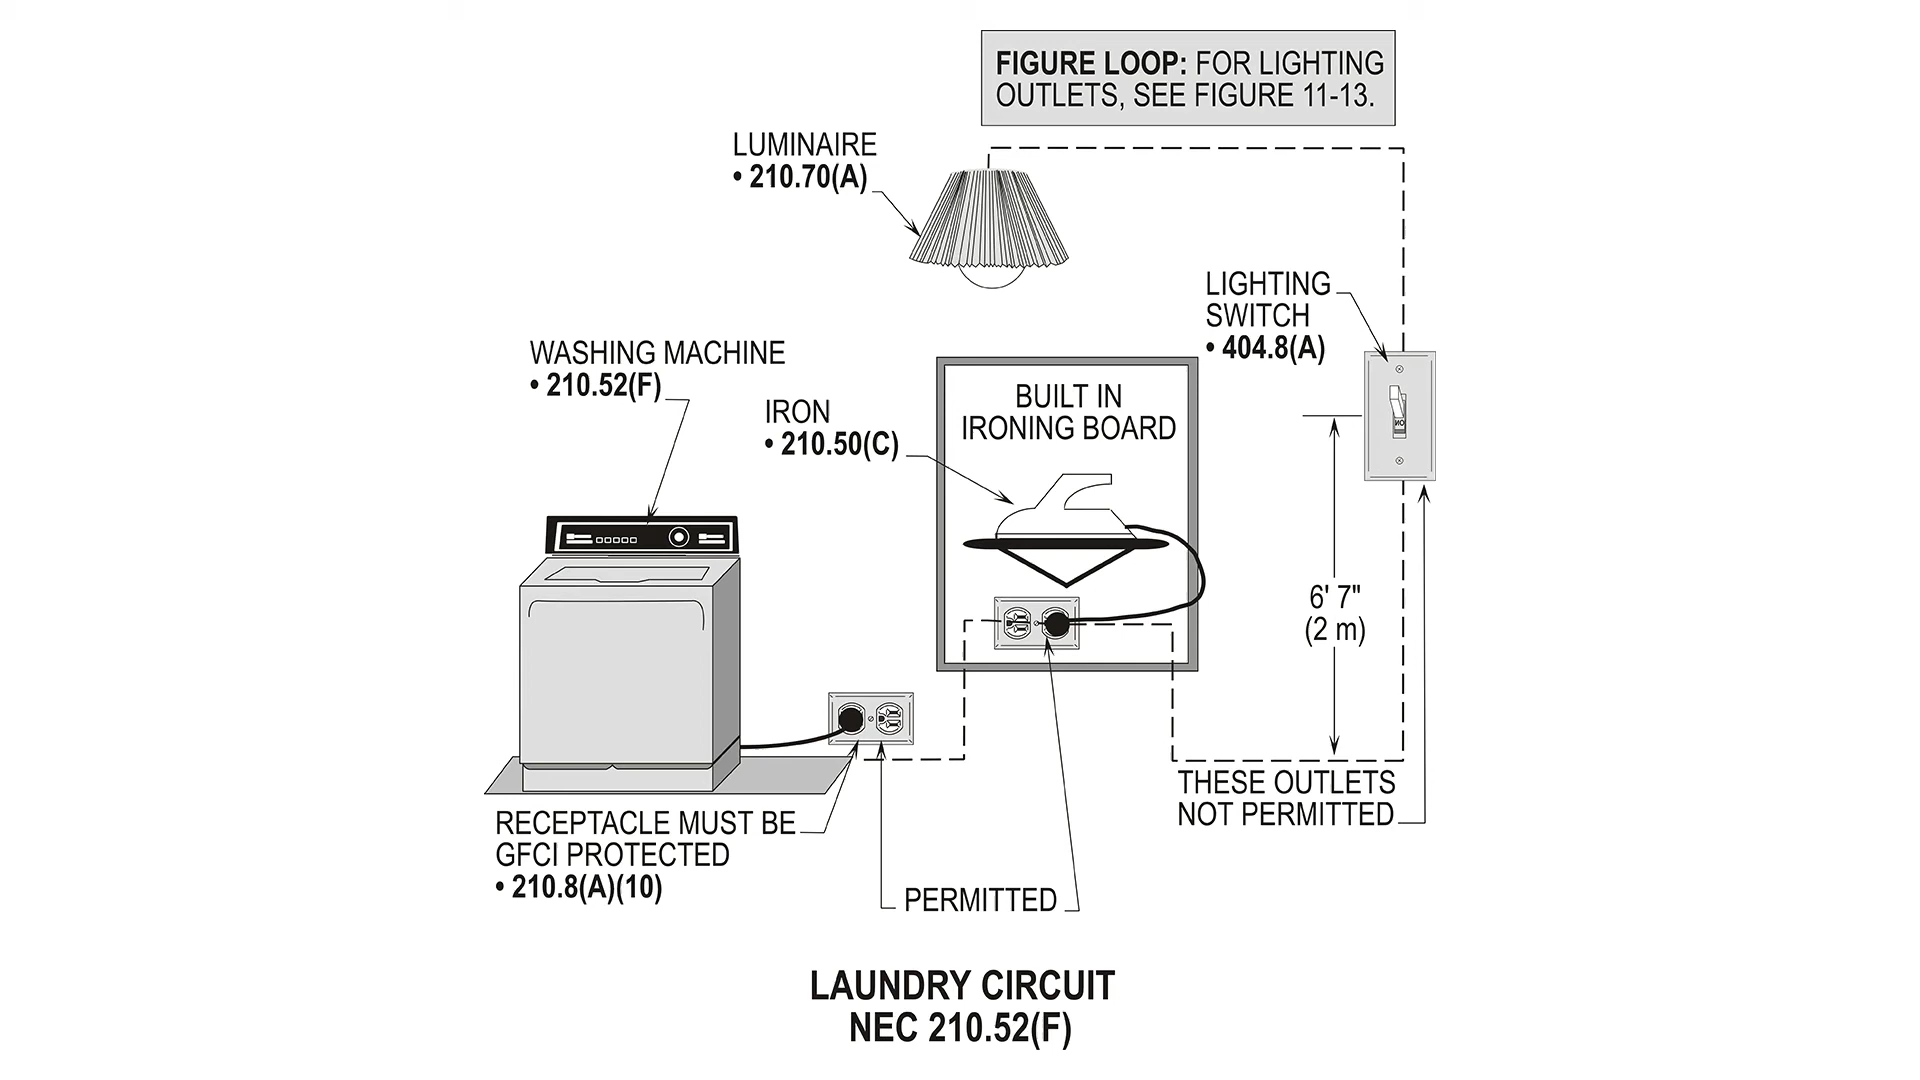 FIGURE LOOP: FOR LIGHTING
OUTLETS, SEE FIGURE 11-13.
LUMINAIRE
• 210.70(A)
LIGHTING
SWITCH
• 404.8(A)
WASHING MACHINE
• 210.52(F)
IRON
• 210.50(C)
BUILT IN
IRONING BOARD
ON
6' 7"
(2 m)
THESE OUTLETS
NOT PERMITTED
RECEPTACLE MUST BE
GFCI PROTECTED
• 210.8(A)(10)
PERMITTED
LAUNDRY CIRCUIT
NEC 210.52(F)